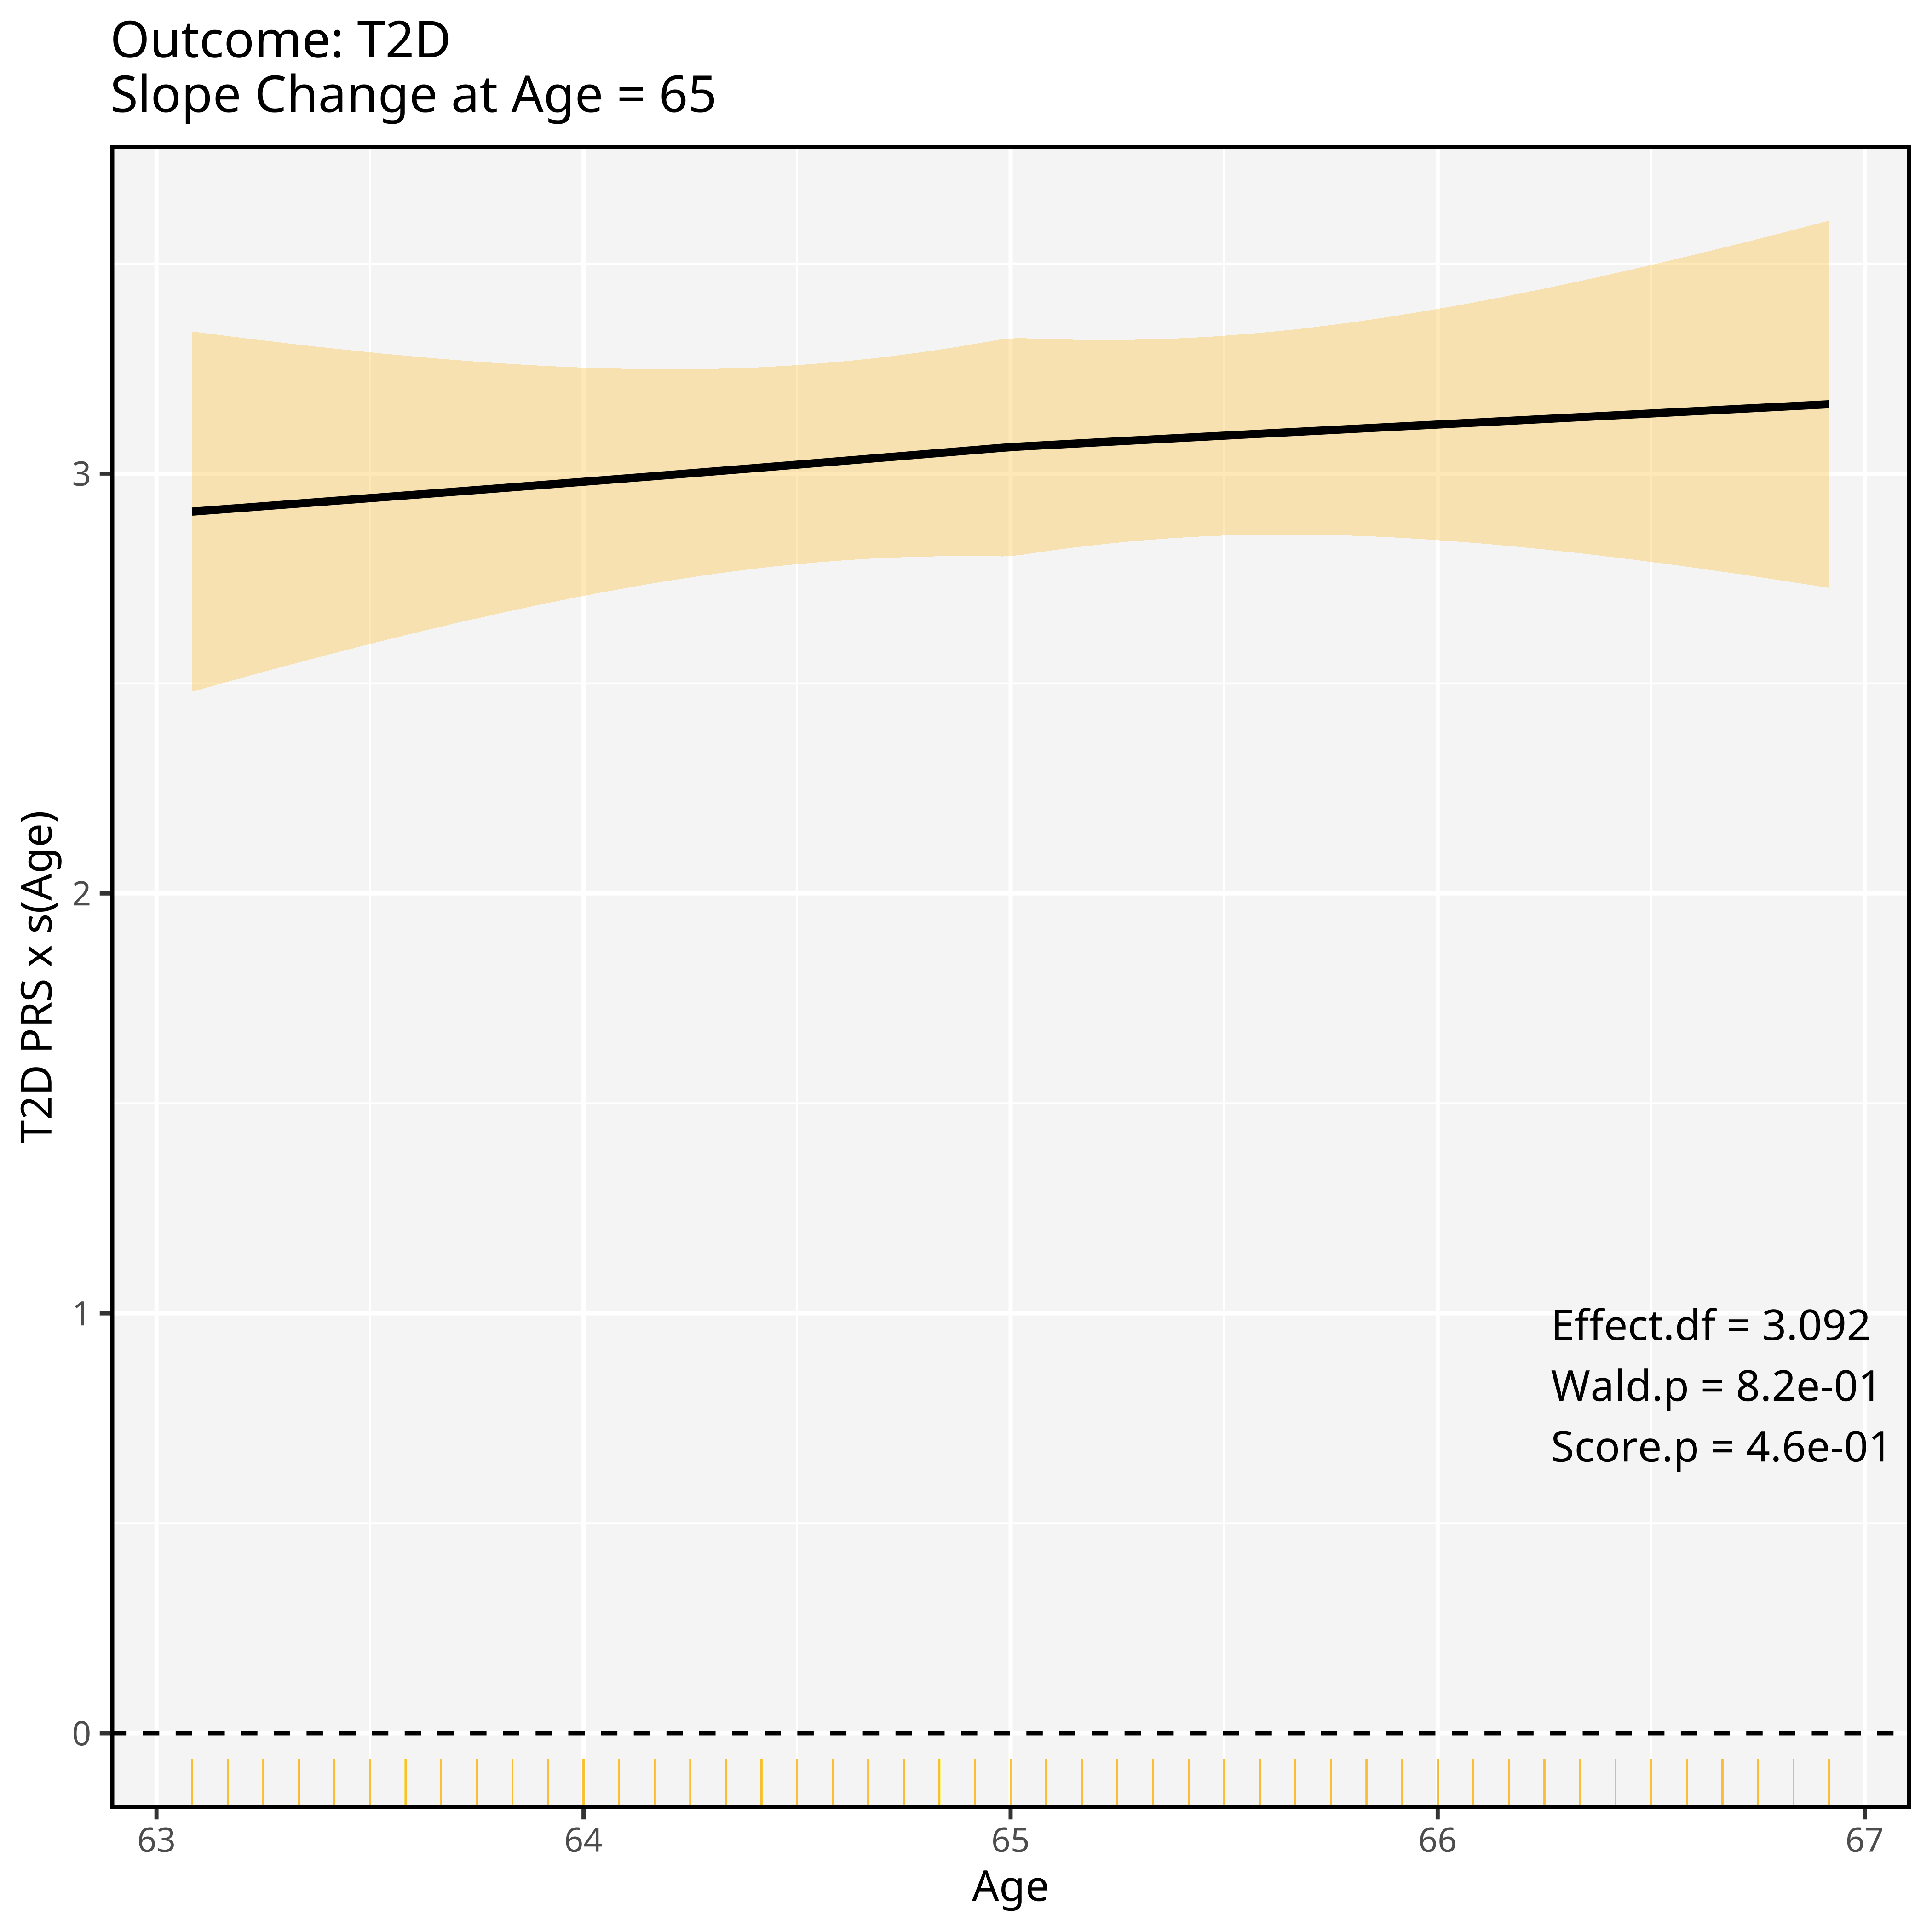 Outcome: T2D
Slope Change at Age = 65
T2D PRS x s(Age)
3
2
1
0
Effect.df = 3.092
Wald.p = 8.2e-01
Score.p = 4.6e-01
63 64 65 66 67
Age